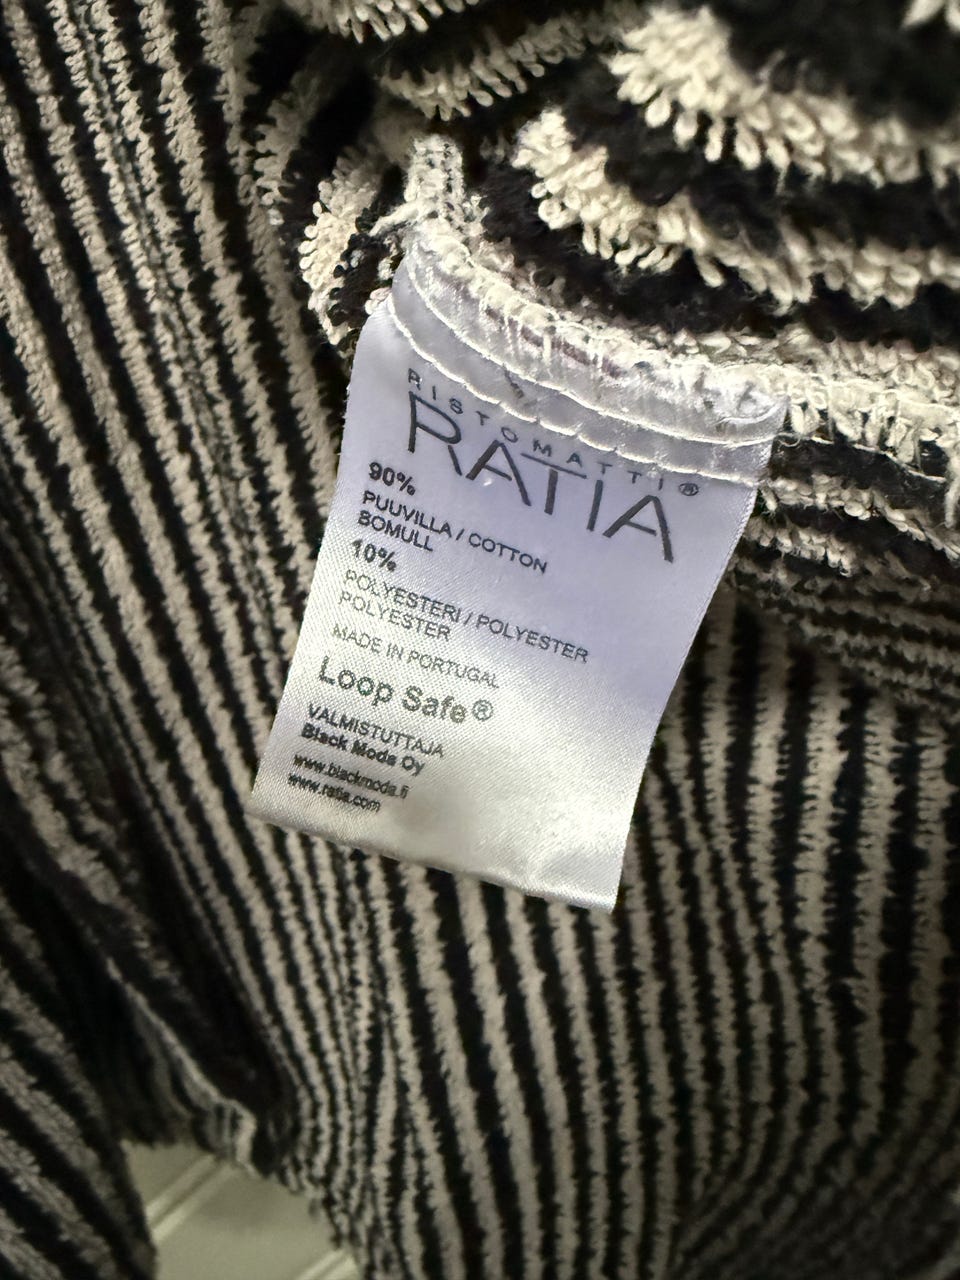 RISTOMATTI®
RATIA
90%
PUUVILLA / COTTON
BOMULL
10%
POLYESTERI / POLYESTER
POLYESTER
MADE IN PORTUGAL
Loop Safe®
VALMISTUTTAJA
Black Moda Oy
www.blackmoda.fi
www.ratia.com